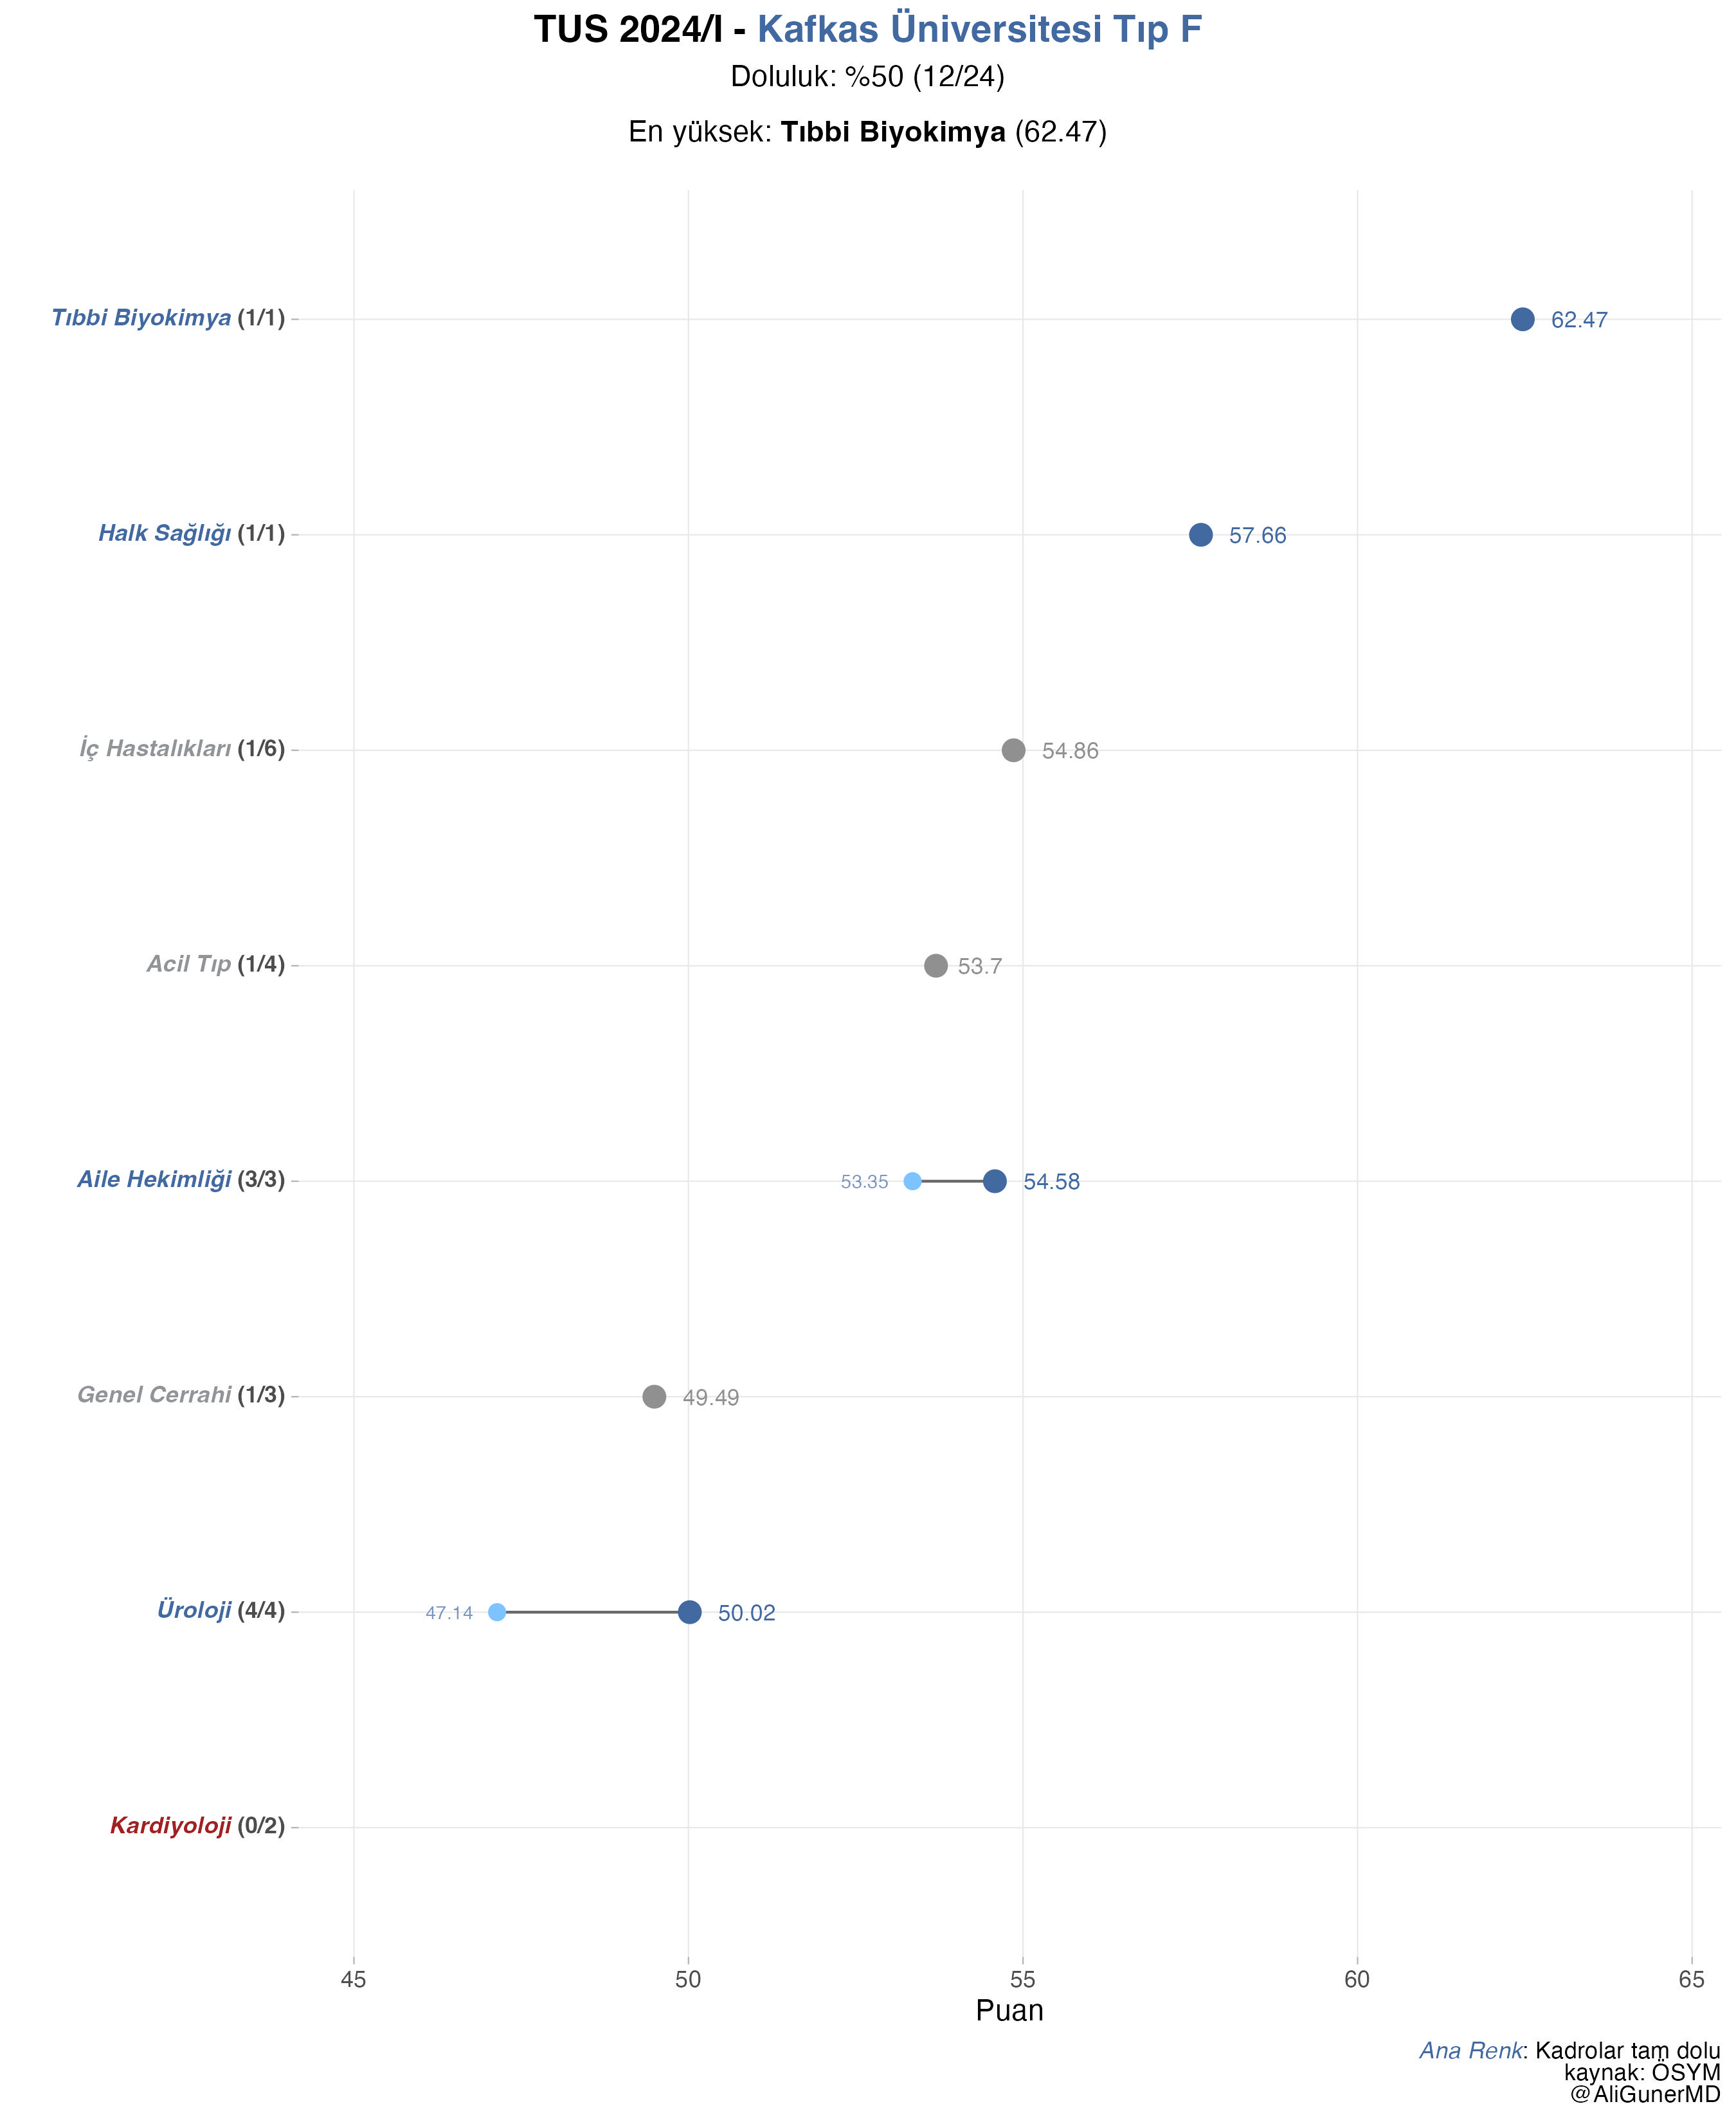 TUS 2024/I - Kafkas Üniversitesi Tıp F
Doluluk: %50 (12/24)
En yüksek: Tıbbi Biyokimya (62.47)
Tıbbi Biyokimya (1/1) 62.47
Halk Sağlığı (1/1) 57.66
İç Hastalıkları (1/6) 54.86
Acil Tıp (1/4) 53.7
Aile Hekimliği (3/3) 53.35 54.58
Genel Cerrahi (1/3) 49.49
Üroloji (4/4) 47.14 50.02
Kardiyoloji (0/2)
45 50 55 60 65
Puan
Ana Renk: Kadrolar tam dolu
kaynak: ÖSYM
@AliGunerMD